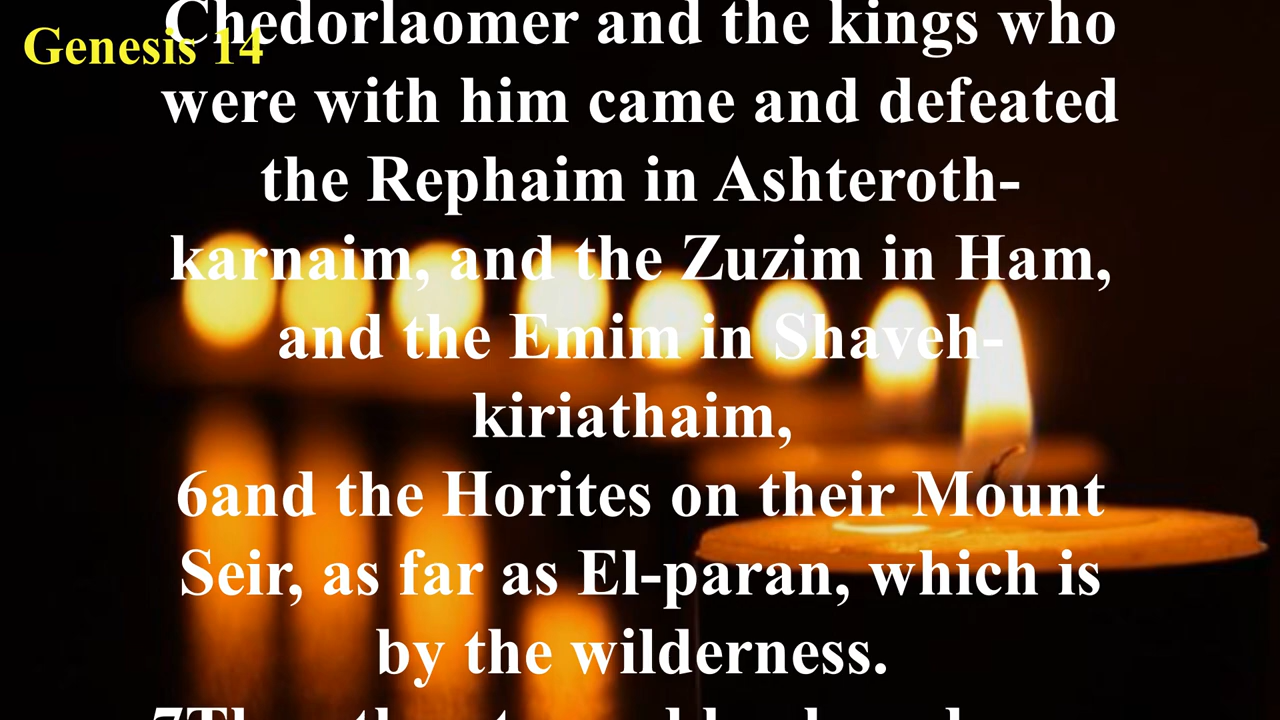 Genesis 14
Chedorlaomer and the kings who
were with him came and defeated
the Rephaim in Ashteroth-
karnaim, and the Zuzim in Ham,
and the Emim in Shaveh-
kiriathaim,
6and the Horites on their Mount
Seir, as far as El-paran, which is
by the wilderness.